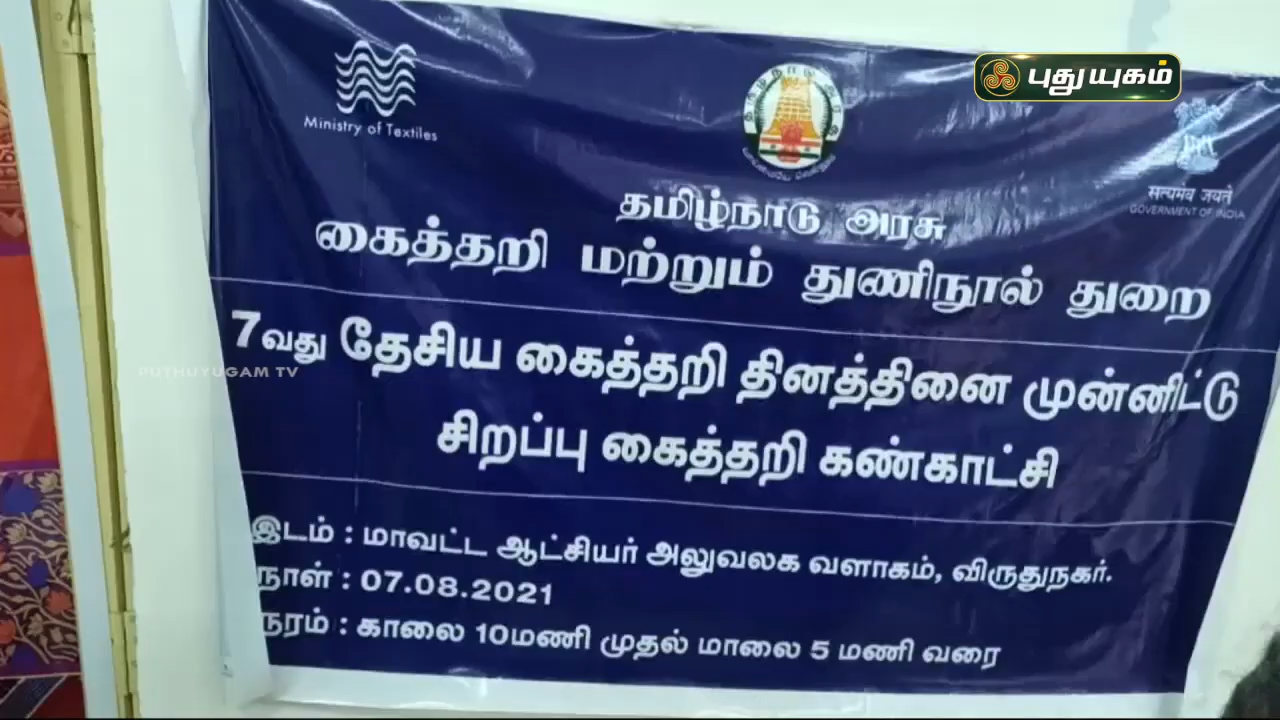 புதுயுகம்
Ministry of Textiles
सत्यमेव जयते
GOVERNMENT OF INDIA
தமிழ்நாடு அரசு
கைத்தறி மற்றும் துணிநூல் துறை
7வது தேசிய கைத்தறி தினத்தினை முன்னிட்டு
PUTHUYUGAM TV
சிறப்பு கைத்தறி கண்காட்சி
இடம் : மாவட்ட ஆட்சியர் அலுவலக வளாகம், விருதுநகர்.
நாள் : 07.08.2021
நரம் : காலை 10மணி முதல் மாலை 5 மணி வரை